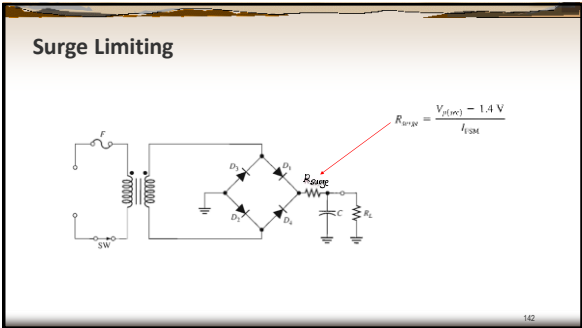 Surge Limiting
R_surge = (V_p(sec) − 1.4 V) / I_FSM
F
D3
D1
R_surge
D2
D4
C
R_L
SW
142